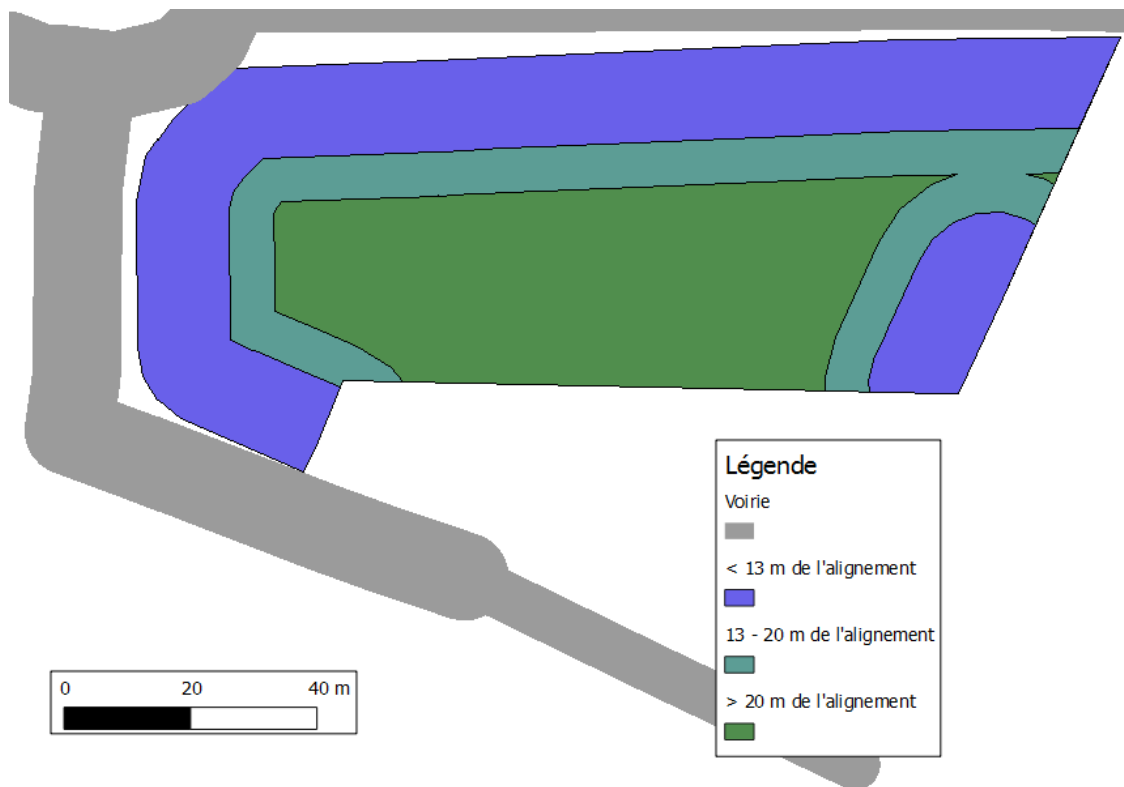 Légende
Voirie
< 13 m de l'alignement
13 - 20 m de l'alignement
> 20 m de l'alignement
0 20 40 m